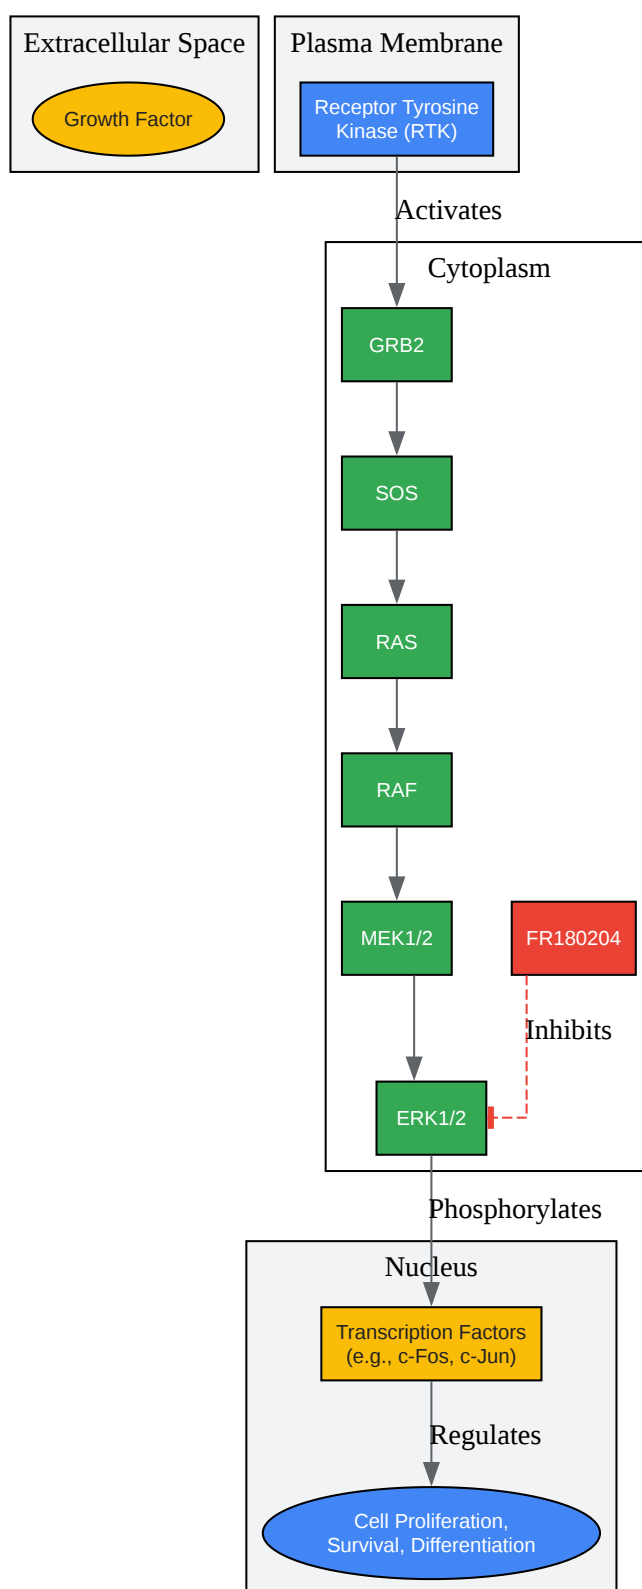 Extracellular Space
Growth Factor
Plasma Membrane
Receptor Tyrosine
Kinase (RTK)
Activates
Cytoplasm
GRB2
SOS
RAS
RAF
MEK1/2
FR180204
Inhibits
ERK1/2
Phosphorylates
Nucleus
Transcription Factors
(e.g., c-Fos, c-Jun)
Regulates
Cell Proliferation,
Survival, Differentiation